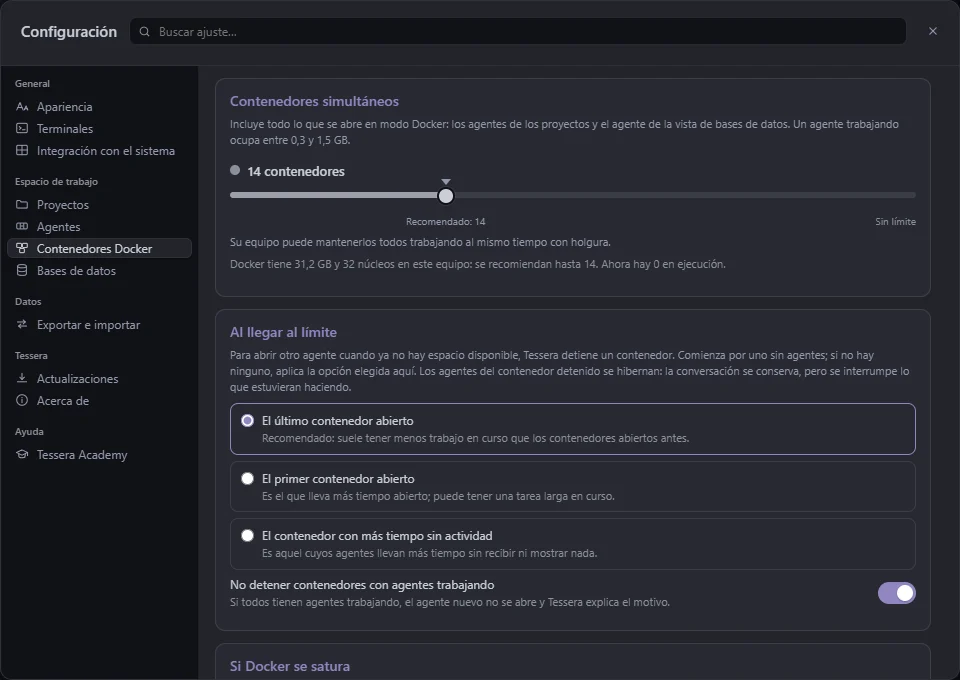 Configuración
Buscar ajuste...
General
Apariencia
Terminales
Integración con el sistema
Espacio de trabajo
Proyectos
Agentes
Contenedores Docker
Bases de datos
Datos
Exportar e importar
Tessera
Actualizaciones
Acerca de
Ayuda
Tessera Academy
Contenedores simultáneos
Incluye todo lo que se abre en modo Docker: los agentes de los proyectos y el agente de la vista de bases de datos. Un agente trabajando
ocupa entre 0,3 y 1,5 GB.
14 contenedores
Recomendado: 14
Sin límite
Su equipo puede mantenerlos todos trabajando al mismo tiempo con holgura.
Docker tiene 31,2 GB y 32 núcleos en este equipo: se recomiendan hasta 14. Ahora hay 0 en ejecución.
Al llegar al límite
Para abrir otro agente cuando ya no hay espacio disponible, Tessera detiene un contenedor. Comienza por uno sin agentes; si no hay
ninguno, aplica la opción elegida aquí. Los agentes del contenedor detenido se hibernan: la conversación se conserva, pero se interrumpe lo
que estuvieran haciendo.
El último contenedor abierto
Recomendado: suele tener menos trabajo en curso que los contenedores abiertos antes.
El primer contenedor abierto
Es el que lleva más tiempo abierto; puede tener una tarea larga en curso.
El contenedor con más tiempo sin actividad
Es aquel cuyos agentes llevan más tiempo sin recibir ni mostrar nada.
No detener contenedores con agentes trabajando
Si todos tienen agentes trabajando, el agente nuevo no se abre y Tessera explica el motivo.
Si Docker se satura